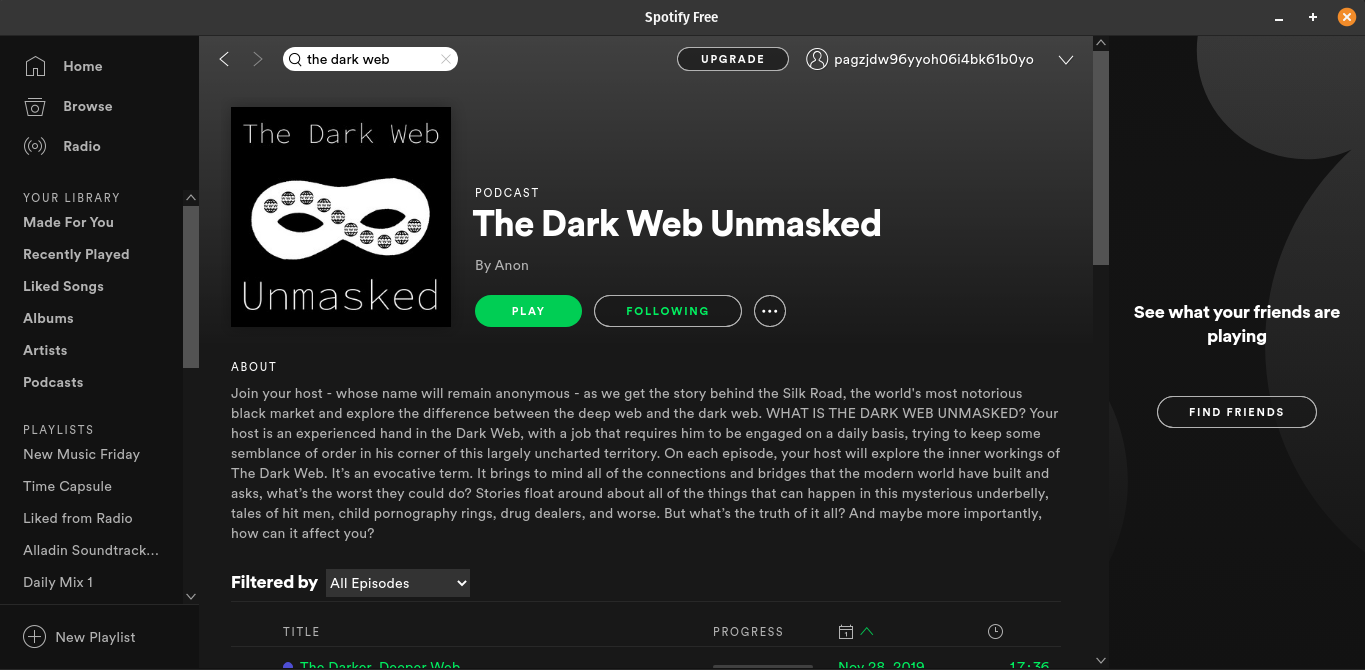 Spotify Free
Home
Browse
Radio
YOUR LIBRARY
Made For You
Recently Played
Liked Songs
Albums
Artists
Podcasts
PLAYLISTS
New Music Friday
Time Capsule
Liked from Radio
Alladin Soundtrack...
Daily Mix 1
New Playlist
the dark web
UPGRADE
pagzjdw96yyoh06i4bk61b0yo
The Dark Web
Unmasked
PODCAST
The Dark Web Unmasked
By Anon
PLAY
FOLLOWING
ABOUT
Join your host - whose name will remain anonymous - as we get the story behind the Silk Road, the world's most notorious
black market and explore the difference between the deep web and the dark web. WHAT IS THE DARK WEB UNMASKED? Your
host is an experienced hand in the Dark Web, with a job that requires him to be engaged on a daily basis, trying to keep some
semblance of order in his corner of this largely uncharted territory. On each episode, your host will explore the inner workings of
The Dark Web. It’s an evocative term. It brings to mind all of the connections and bridges that the modern world have built and
asks, what’s the worst they could do? Stories float around about all of the things that can happen in this mysterious underbelly,
tales of hit men, child pornography rings, drug dealers, and worse. But what’s the truth of it all? And maybe more importantly,
how can it affect you?
Filtered by All Episodes
TITLE PROGRESS
The Darker, Deeper Web Nov 28, 2019 17:36
See what your friends are
playing
FIND FRIENDS